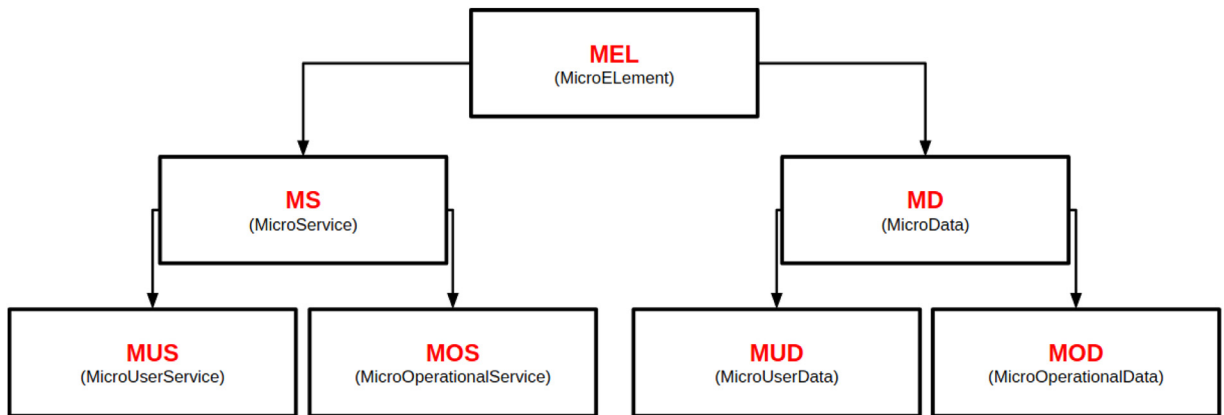 MEL
(MicroELement)
MS
(MicroService)
MD
(MicroData)
MUS
(MicroUserService)
MOS
(MicroOperationalService)
MUD
(MicroUserData)
MOD
(MicroOperationalData)